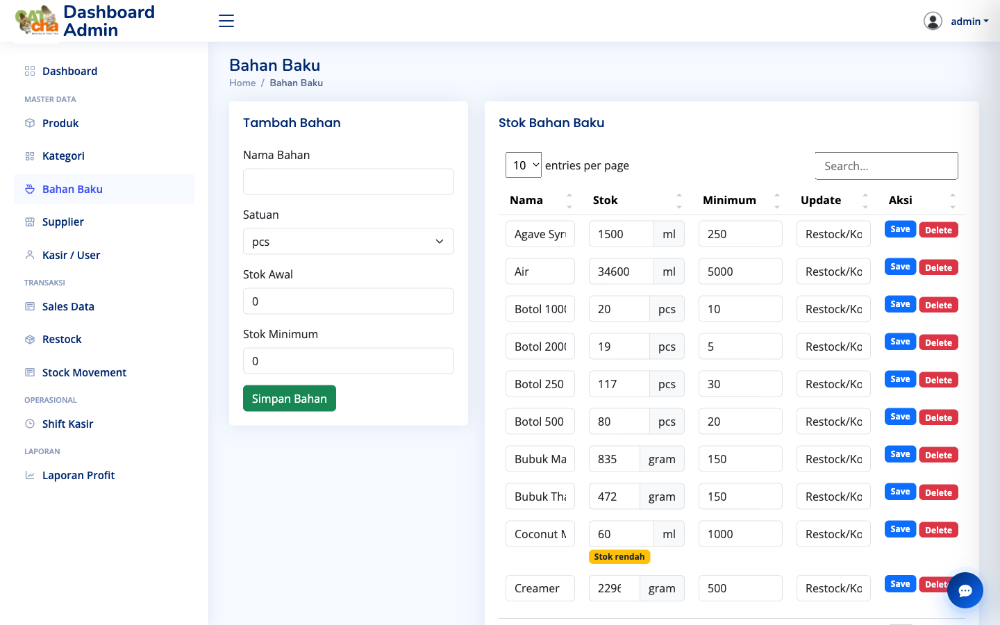 CATcha
Dashboard
Admin
admin
Dashboard
MASTER DATA
Produk
Kategori
Bahan Baku
Supplier
Kasir / User
TRANSAKSI
Sales Data
Restock
Stock Movement
OPERASIONAL
Shift Kasir
LAPORAN
Laporan Profit
Bahan Baku
Home / Bahan Baku
Tambah Bahan
Nama Bahan
Satuan
pcs
Stok Awal
0
Stok Minimum
0
Simpan Bahan
Stok Bahan Baku
10 entries per page
Search...
Nama Stok Minimum Update Aksi
Agave Syr 1500 ml 250 Restock/Ko Save Delete
Air 34600 ml 5000 Restock/Ko Save Delete
Botol 1000 20 pcs 10 Restock/Ko Save Delete
Botol 2000 19 pcs 5 Restock/Ko Save Delete
Botol 250 117 pcs 30 Restock/Ko Save Delete
Botol 500 80 pcs 20 Restock/Ko Save Delete
Bubuk Ma 835 gram 150 Restock/Ko Save Delete
Bubuk Tha 472 gram 150 Restock/Ko Save Delete
Coconut M 60 ml 1000 Restock/Ko Save Delete
Stok rendah
Creamer 2296 gram 500 Restock/Ko Save Delete